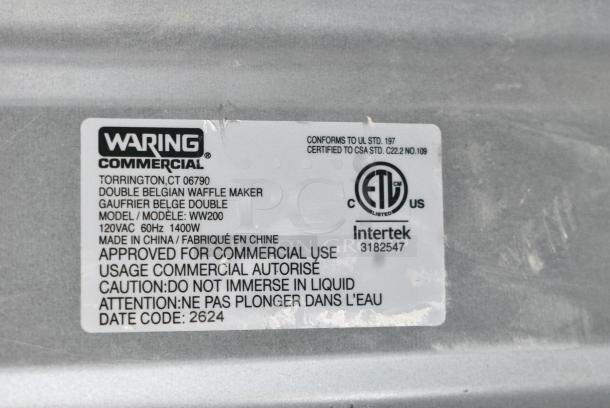 WARING
COMMERCIAL®
CONFORMS TO UL STD. 197
CERTIFIED TO CSA STD. C22.2 NO.109
TORRINGTON,CT 06790
DOUBLE BELGIAN WAFFLE MAKER
GAUFRIER BELGE DOUBLE
MODEL / MODÈLE: WW200
120VAC 60Hz 1400W
MADE IN CHINA / FABRIQUÉ EN CHINE
C ETL CM LISTED US
Intertek
3182547
APPROVED FOR COMMERCIAL USE
USAGE COMMERCIAL AUTORISÉ
CAUTION:DO NOT IMMERSE IN LIQUID
ATTENTION:NE PAS PLONGER DANS L'EAU
DATE CODE: 2624